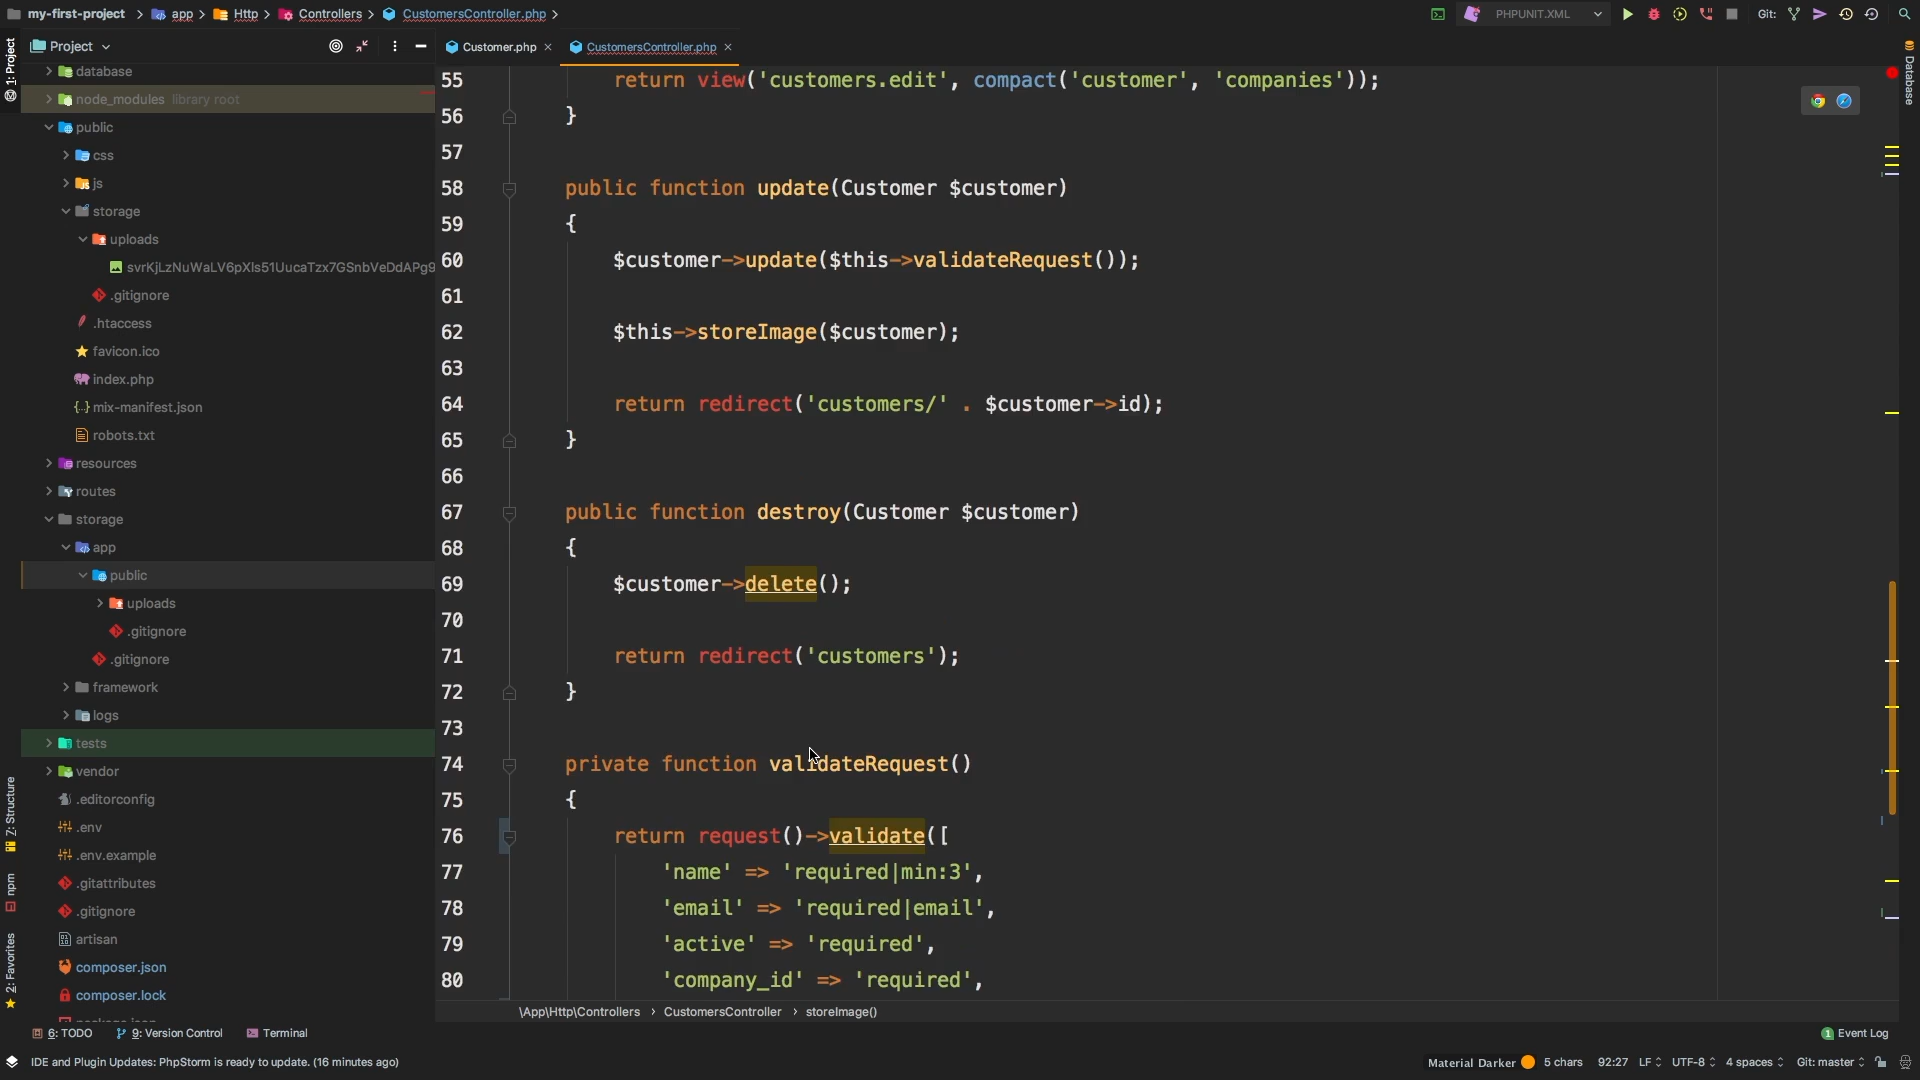 my-first-project > app > Http > Controllers > CustomersController.php >
PHPUNIT.XML
Git:
Project
Customer.php
CustomersController.php
1: Project
Z: Structure
npm
2: Favorites
Database
database
node_modules library root
public
css
js
storage
uploads
svrKjLzNuWaLV6pXIs51UucaTzx7GSnbVeDdAPg9
.gitignore
.htaccess
favicon.ico
index.php
mix-manifest.json
robots.txt
resources
routes
storage
app
public
uploads
.gitignore
.gitignore
framework
logs
tests
vendor
.editorconfig
.env
.env.example
.gitattributes
.gitignore
artisan
composer.json
composer.lock
55 return view('customers.edit', compact('customer', 'companies'));
56 }
57
58 public function update(Customer $customer)
59 {
60 $customer->update($this->validateRequest());
61
62 $this->storeImage($customer);
63
64 return redirect('customers/' . $customer->id);
65 }
66
67 public function destroy(Customer $customer)
68 {
69 $customer->delete();
70
71 return redirect('customers');
72 }
73
74 private function validateRequest()
75 {
76 return request()->validate([
77 'name' => 'required|min:3',
78 'email' => 'required|email',
79 'active' => 'required',
80 'company_id' => 'required',
\App\Http\Controllers > CustomersController > storeImage()
6: TODO
9: Version Control
Terminal
1 Event Log
IDE and Plugin Updates: PhpStorm is ready to update. (16 minutes ago)
Material Darker
5 chars
92:27
LF
UTF-8
4 spaces
Git: master